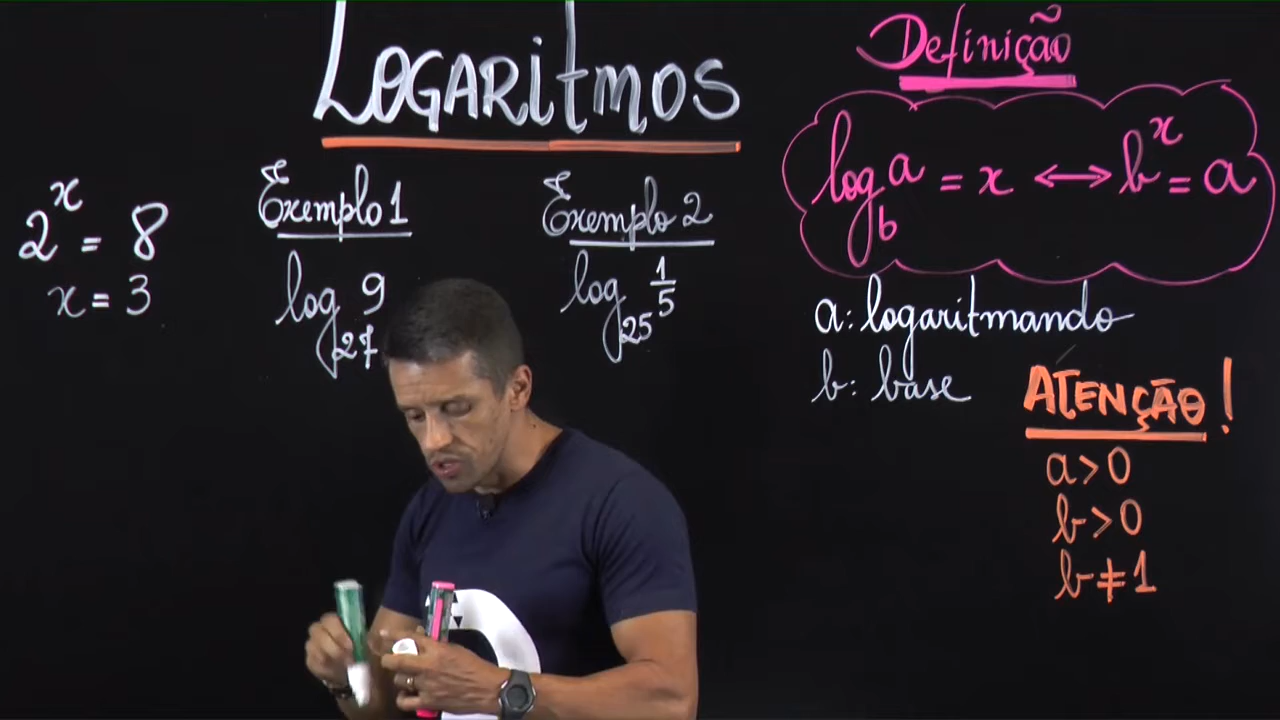 Logaritmos
2^x = 8
x = 3
Exemplo 1
log_27 9
Exemplo 2
log_25 1/5
Definição
log_b a = x ↔ b^x = a
a: logaritmando
b: base
ATENÇÃO!
a > 0
b > 0
b ≠ 1